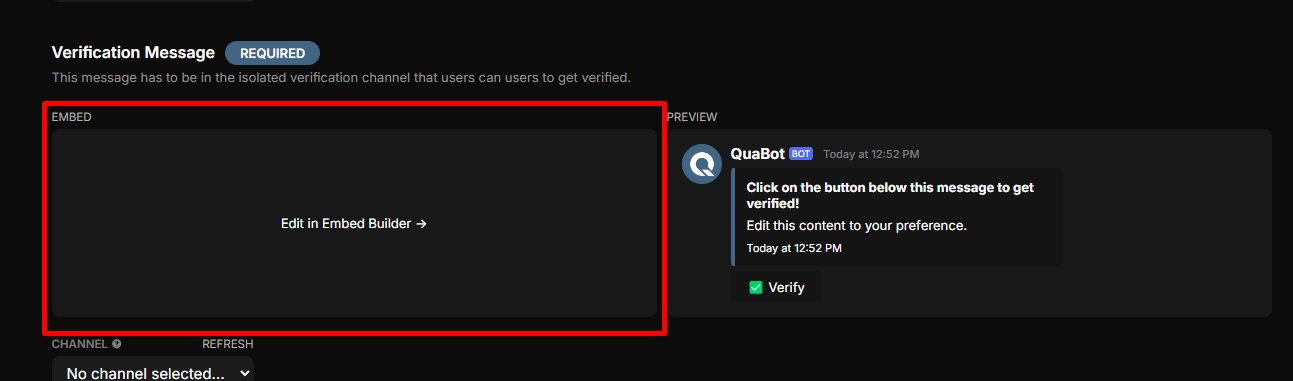 Verification Message REQUIRED
This message has to be in the isolated verification channel that users can users to get verified.
EMBED
Edit in Embed Builder →
PREVIEW
QuaBot BOT Today at 12:52 PM
Click on the button below this message to get
verified!
Edit this content to your preference.
Today at 12:52 PM
✅ Verify
CHANNEL ? REFRESH
No channel selected...